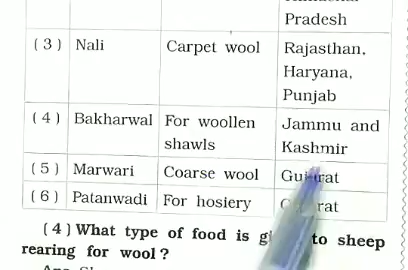 Pradesh
(3) Nali Carpet wool Rajasthan,
Haryana,
Punjab
(4) Bakharwal For woollen Jammu and
shawls Kashmir
(5) Marwari Coarse wool
(6) Patanwadi For hosiery
(4) What type of food is to sheep
rearing for wool?